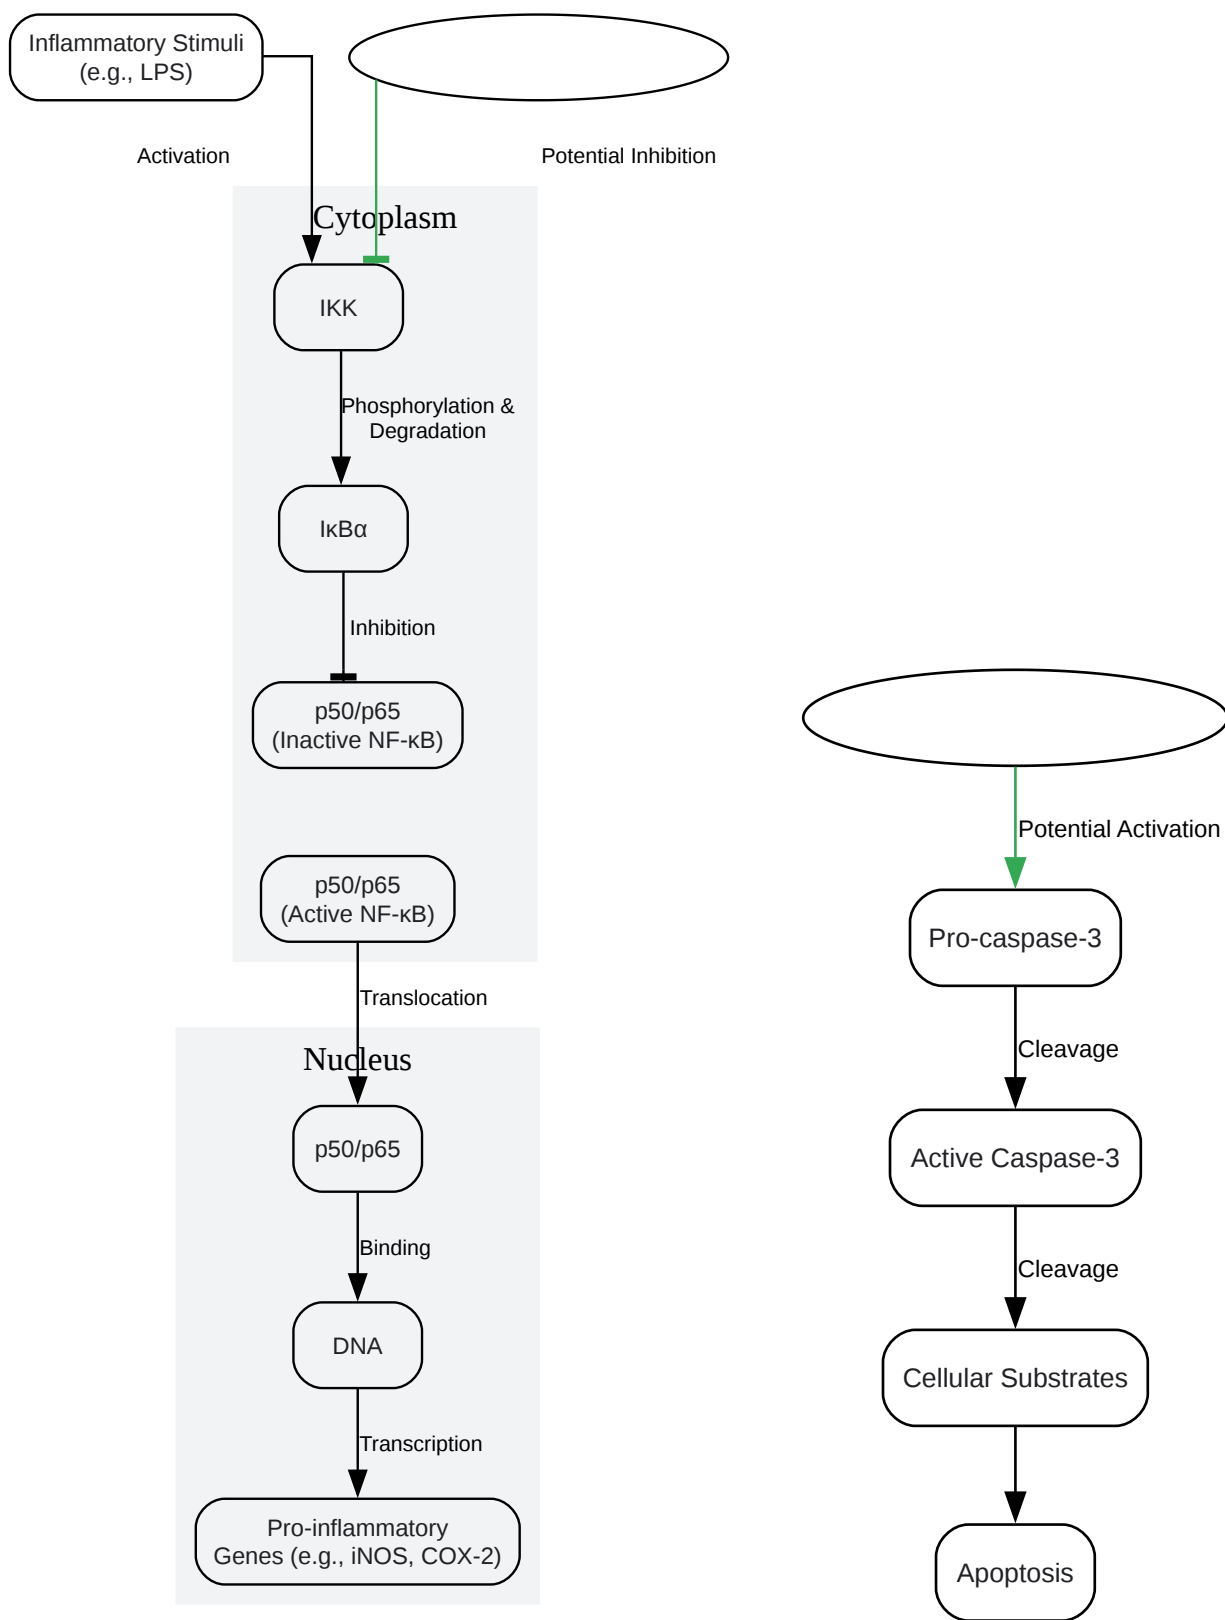 Inflammatory Stimuli
(e.g., LPS)
Activation
Potential Inhibition
Cytoplasm
IKK
Phosphorylation &
Degradation
IκBα
Inhibition
p50/p65
(Inactive NF-κB)
p50/p65
(Active NF-κB)
Translocation
Nucleus
p50/p65
Binding
DNA
Transcription
Pro-inflammatory
Genes (e.g., iNOS, COX-2)
Potential Activation
Pro-caspase-3
Cleavage
Active Caspase-3
Cleavage
Cellular Substrates
Apoptosis